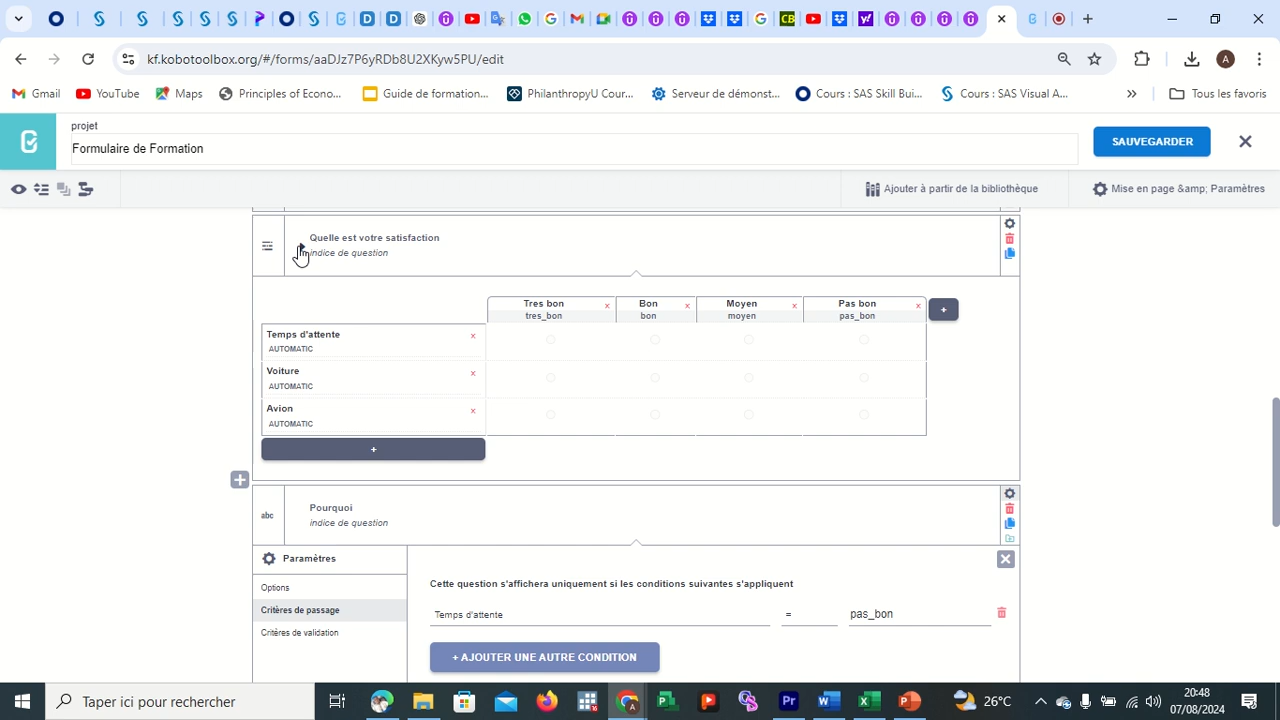 kf.kobotoolbox.org/#/forms/aaDJz7P6yRDb8U2XKyw5PU/edit
A
Gmail
YouTube
Maps
Principles of Econo...
Guide de formation...
PhilanthropyU Cour...
Serveur de démonst...
Cours : SAS Skill Bui...
Cours : SAS Visual A...
»
Tous les favoris
projet
Formulaire de Formation
SAUVEGARDER
Ajouter à partir de la bibliothèque
Mise en page &amp; Paramètres
Quelle est votre satisfaction
indice de question
Tres bon x Bon x Moyen x Pas bon x
tres_bon bon moyen pas_bon
+
Temps d'attente x
AUTOMATIC
Voiture x
AUTOMATIC
Avion x
AUTOMATIC
+
abc
Pourquoi
indice de question
Paramètres
Options
Critères de passage
Critères de validation
Cette question s'affichera uniquement si les conditions suivantes s'appliquent
Temps d'attente = pas_bon
+ AJOUTER UNE AUTRE CONDITION
Taper ici pour rechercher
26°C
20:48
07/08/2024